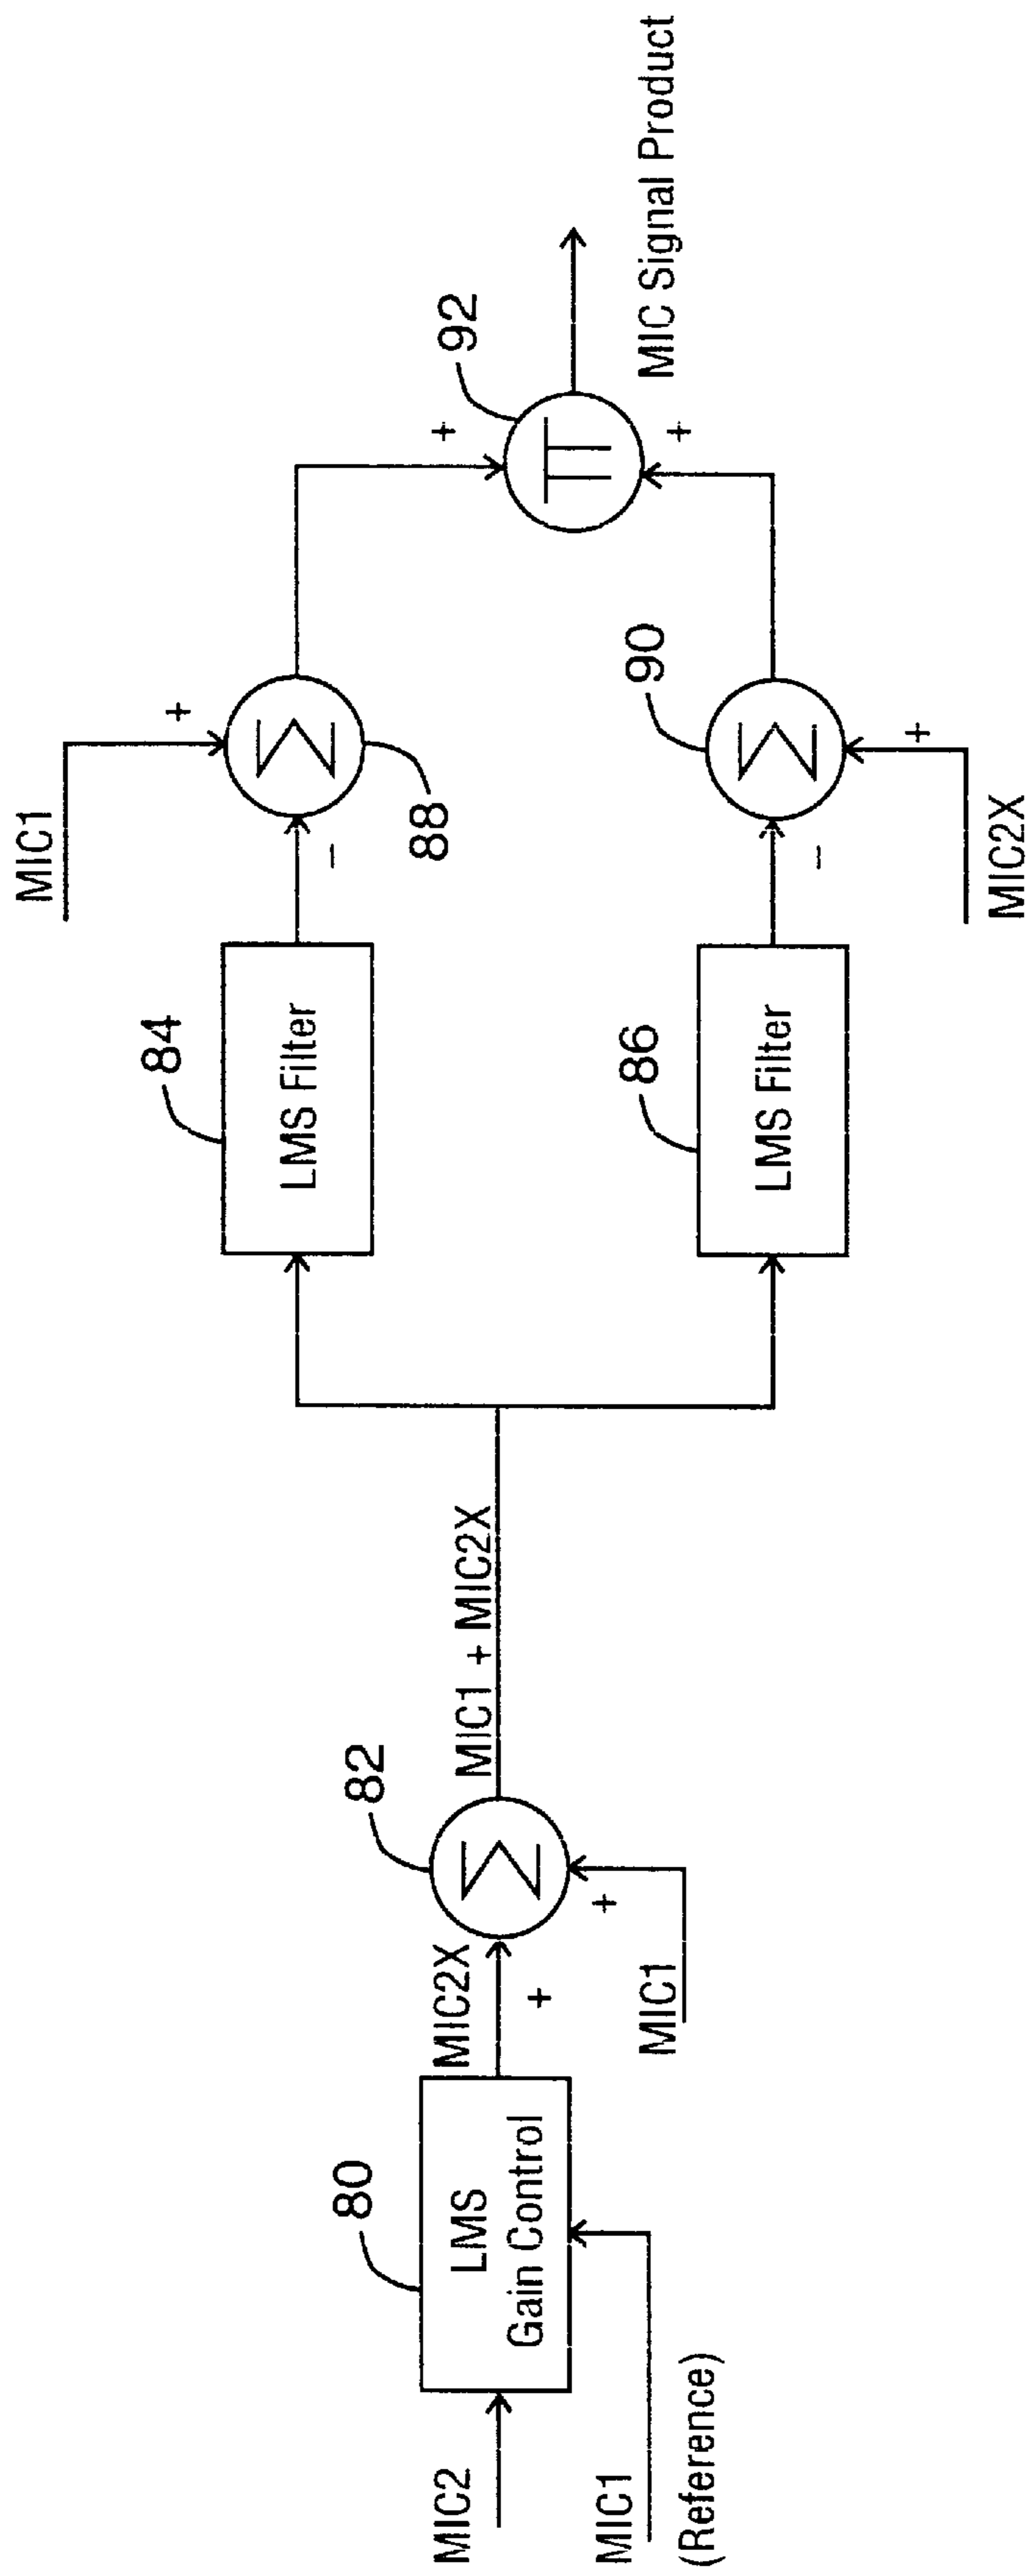 MIC2
MIC1
(Reference)
80
LMS
Gain Control
MIC2X
+
MIC1
+
82
Σ
MIC1 + MIC2X
84
LMS Filter
86
LMS Filter
MIC1
+
−
Σ
88
90
Σ
−
+
MIC2X
+
92
Π
+
MIC Signal Product